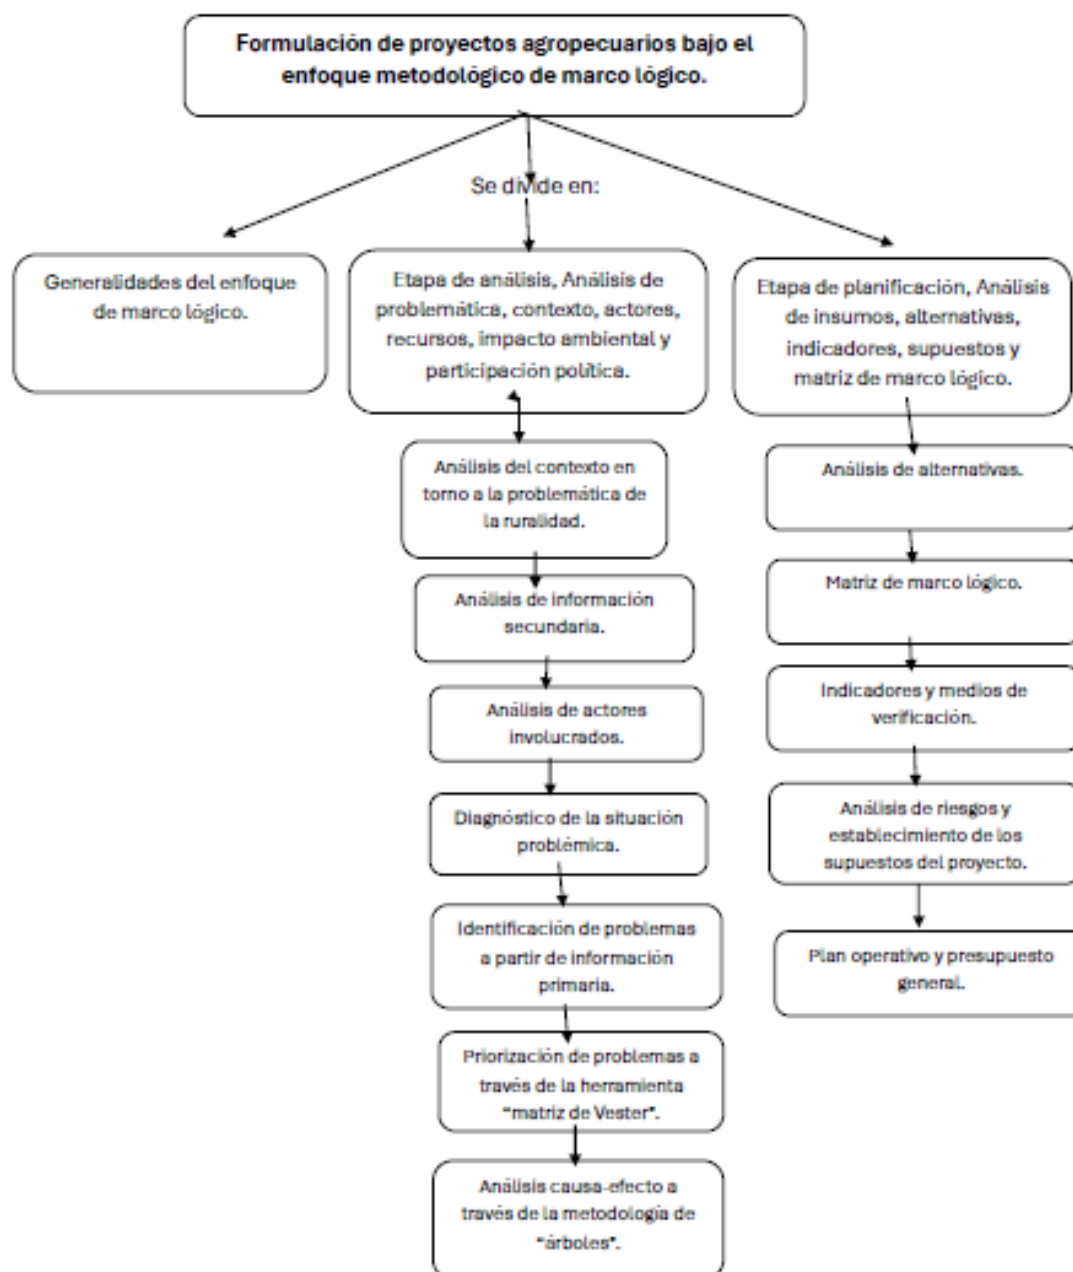 Formulación de proyectos agropecuarios bajo el
enfoque metodológico de marco lógico.
Se divide en:
Generalidades del enfoque
de marco lógico.
Etapa de análisis, Análisis de
problemática, contexto, actores,
recursos, impacto ambiental y
participación política.
Análisis del contexto en
torno a la problemática de
la ruralidad.
Análisis de información
secundaria.
Análisis de actores
involucrados.
Diagnóstico de la situación
problémica.
Identificación de problemas
a partir de información
primaria.
Priorización de problemas a
través de la herramienta
“matriz de Vester”.
Análisis causa-efecto a
través de la metodología de
“árboles”.
Etapa de planificación, Análisis
de insumos, alternativas,
indicadores, supuestos y
matriz de marco lógico.
Análisis de alternativas.
Matriz de marco lógico.
Indicadores y medios de
verificación.
Análisis de riesgos y
establecimiento de los
supuestos del proyecto.
Plan operativo y presupuesto
general.